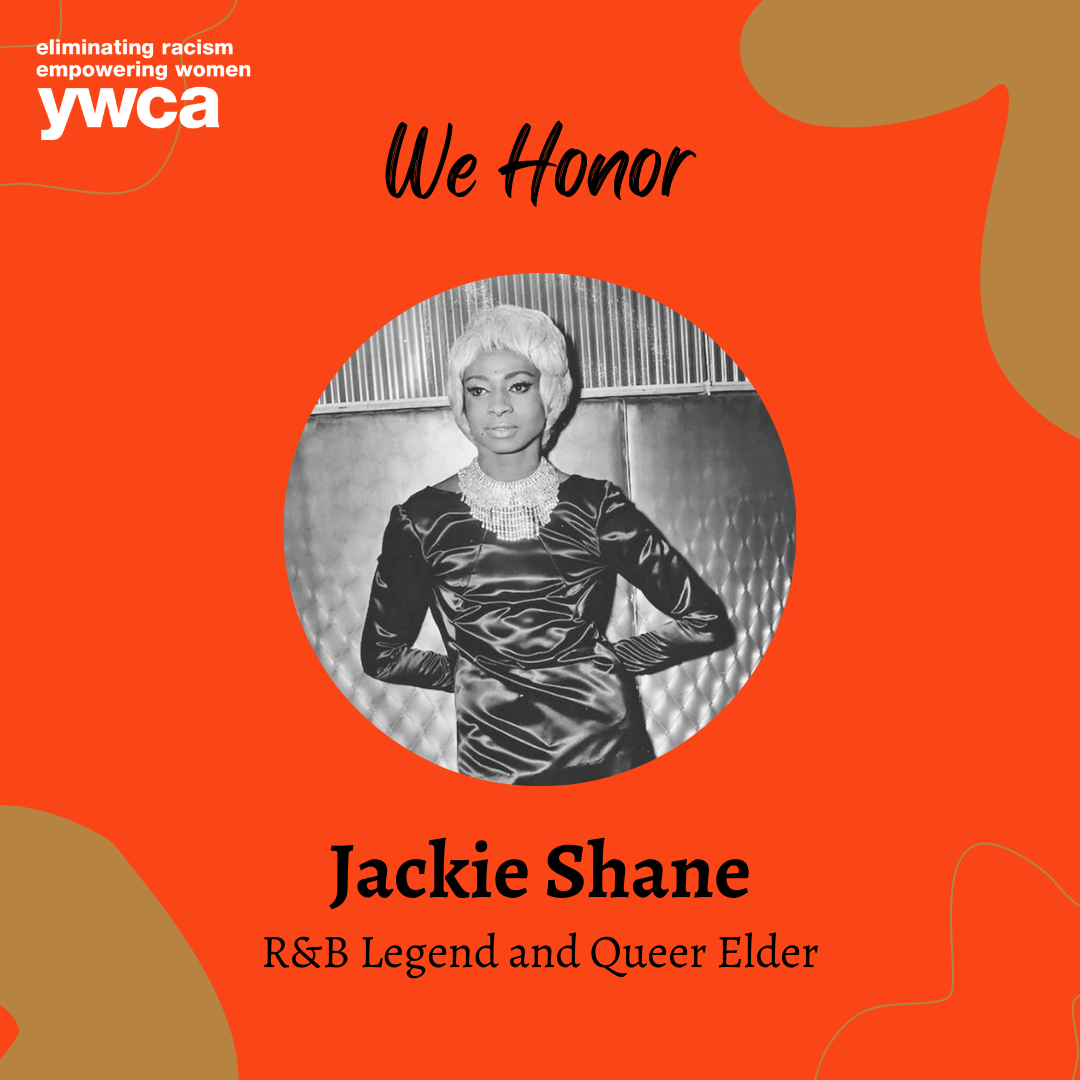 eliminating racism
empowering women
ywca
We Honor
Jackie Shane
R&B Legend and Queer Elder